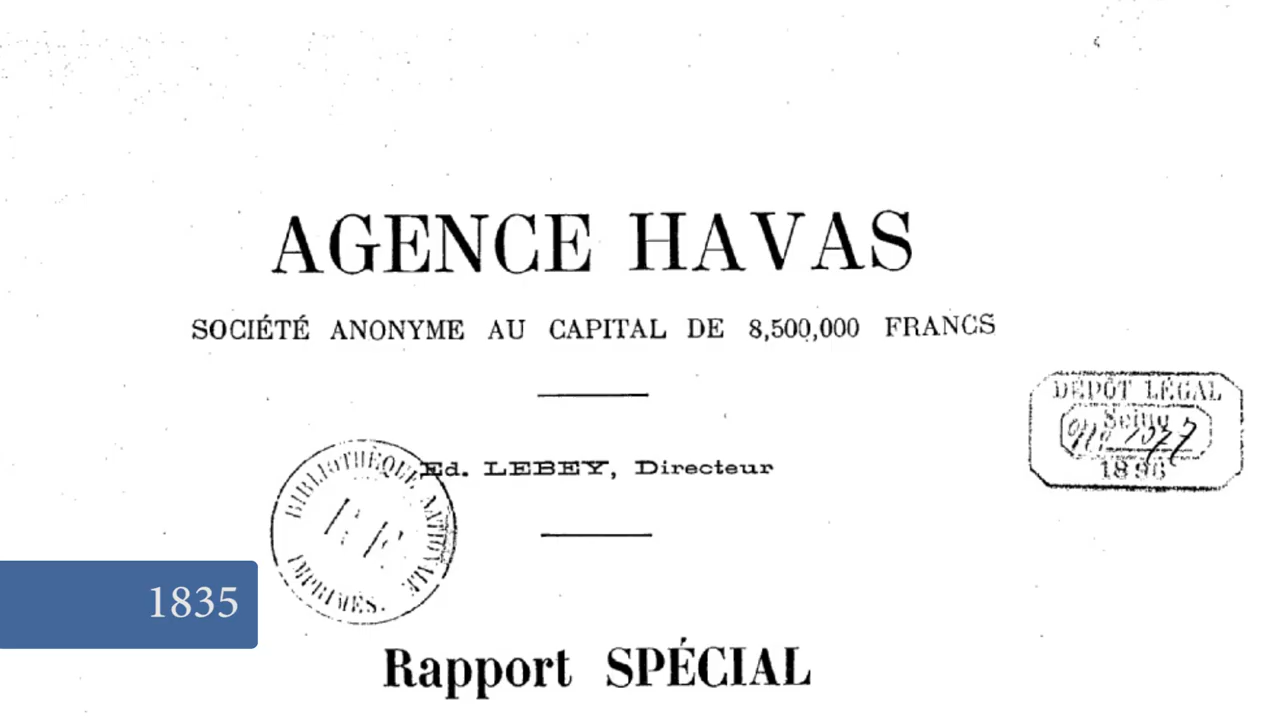 AGENCE HAVAS
SOCIÉTÉ ANONYME AU CAPITAL DE 8,500,000 FRANCS
DÉPÔT LÉGAL
Seine
1896
Ed. LEBEY, Directeur
BIBLIOTHÈQUE NATIONALE
R.F.
IMPRIMÉS.
1835
Rapport SPÉCIAL